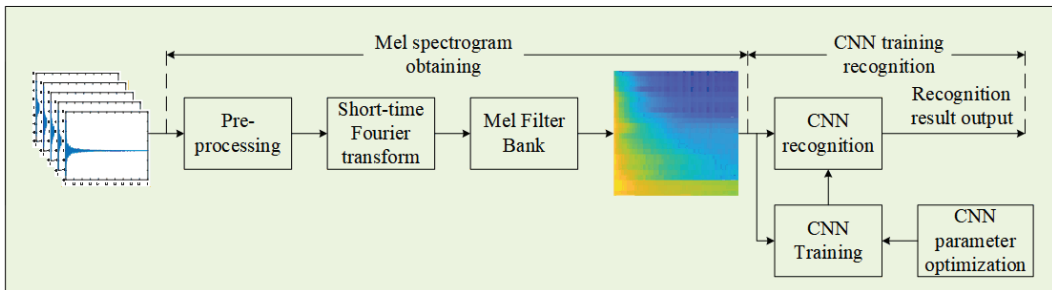 Mel spectrogram
obtaining
CNN training
recognition
Pre-
processing
Short-time
Fourier
transform
Mel Filter
Bank
CNN
recognition
Recognition
result output
CNN
Training
CNN
parameter
optimization